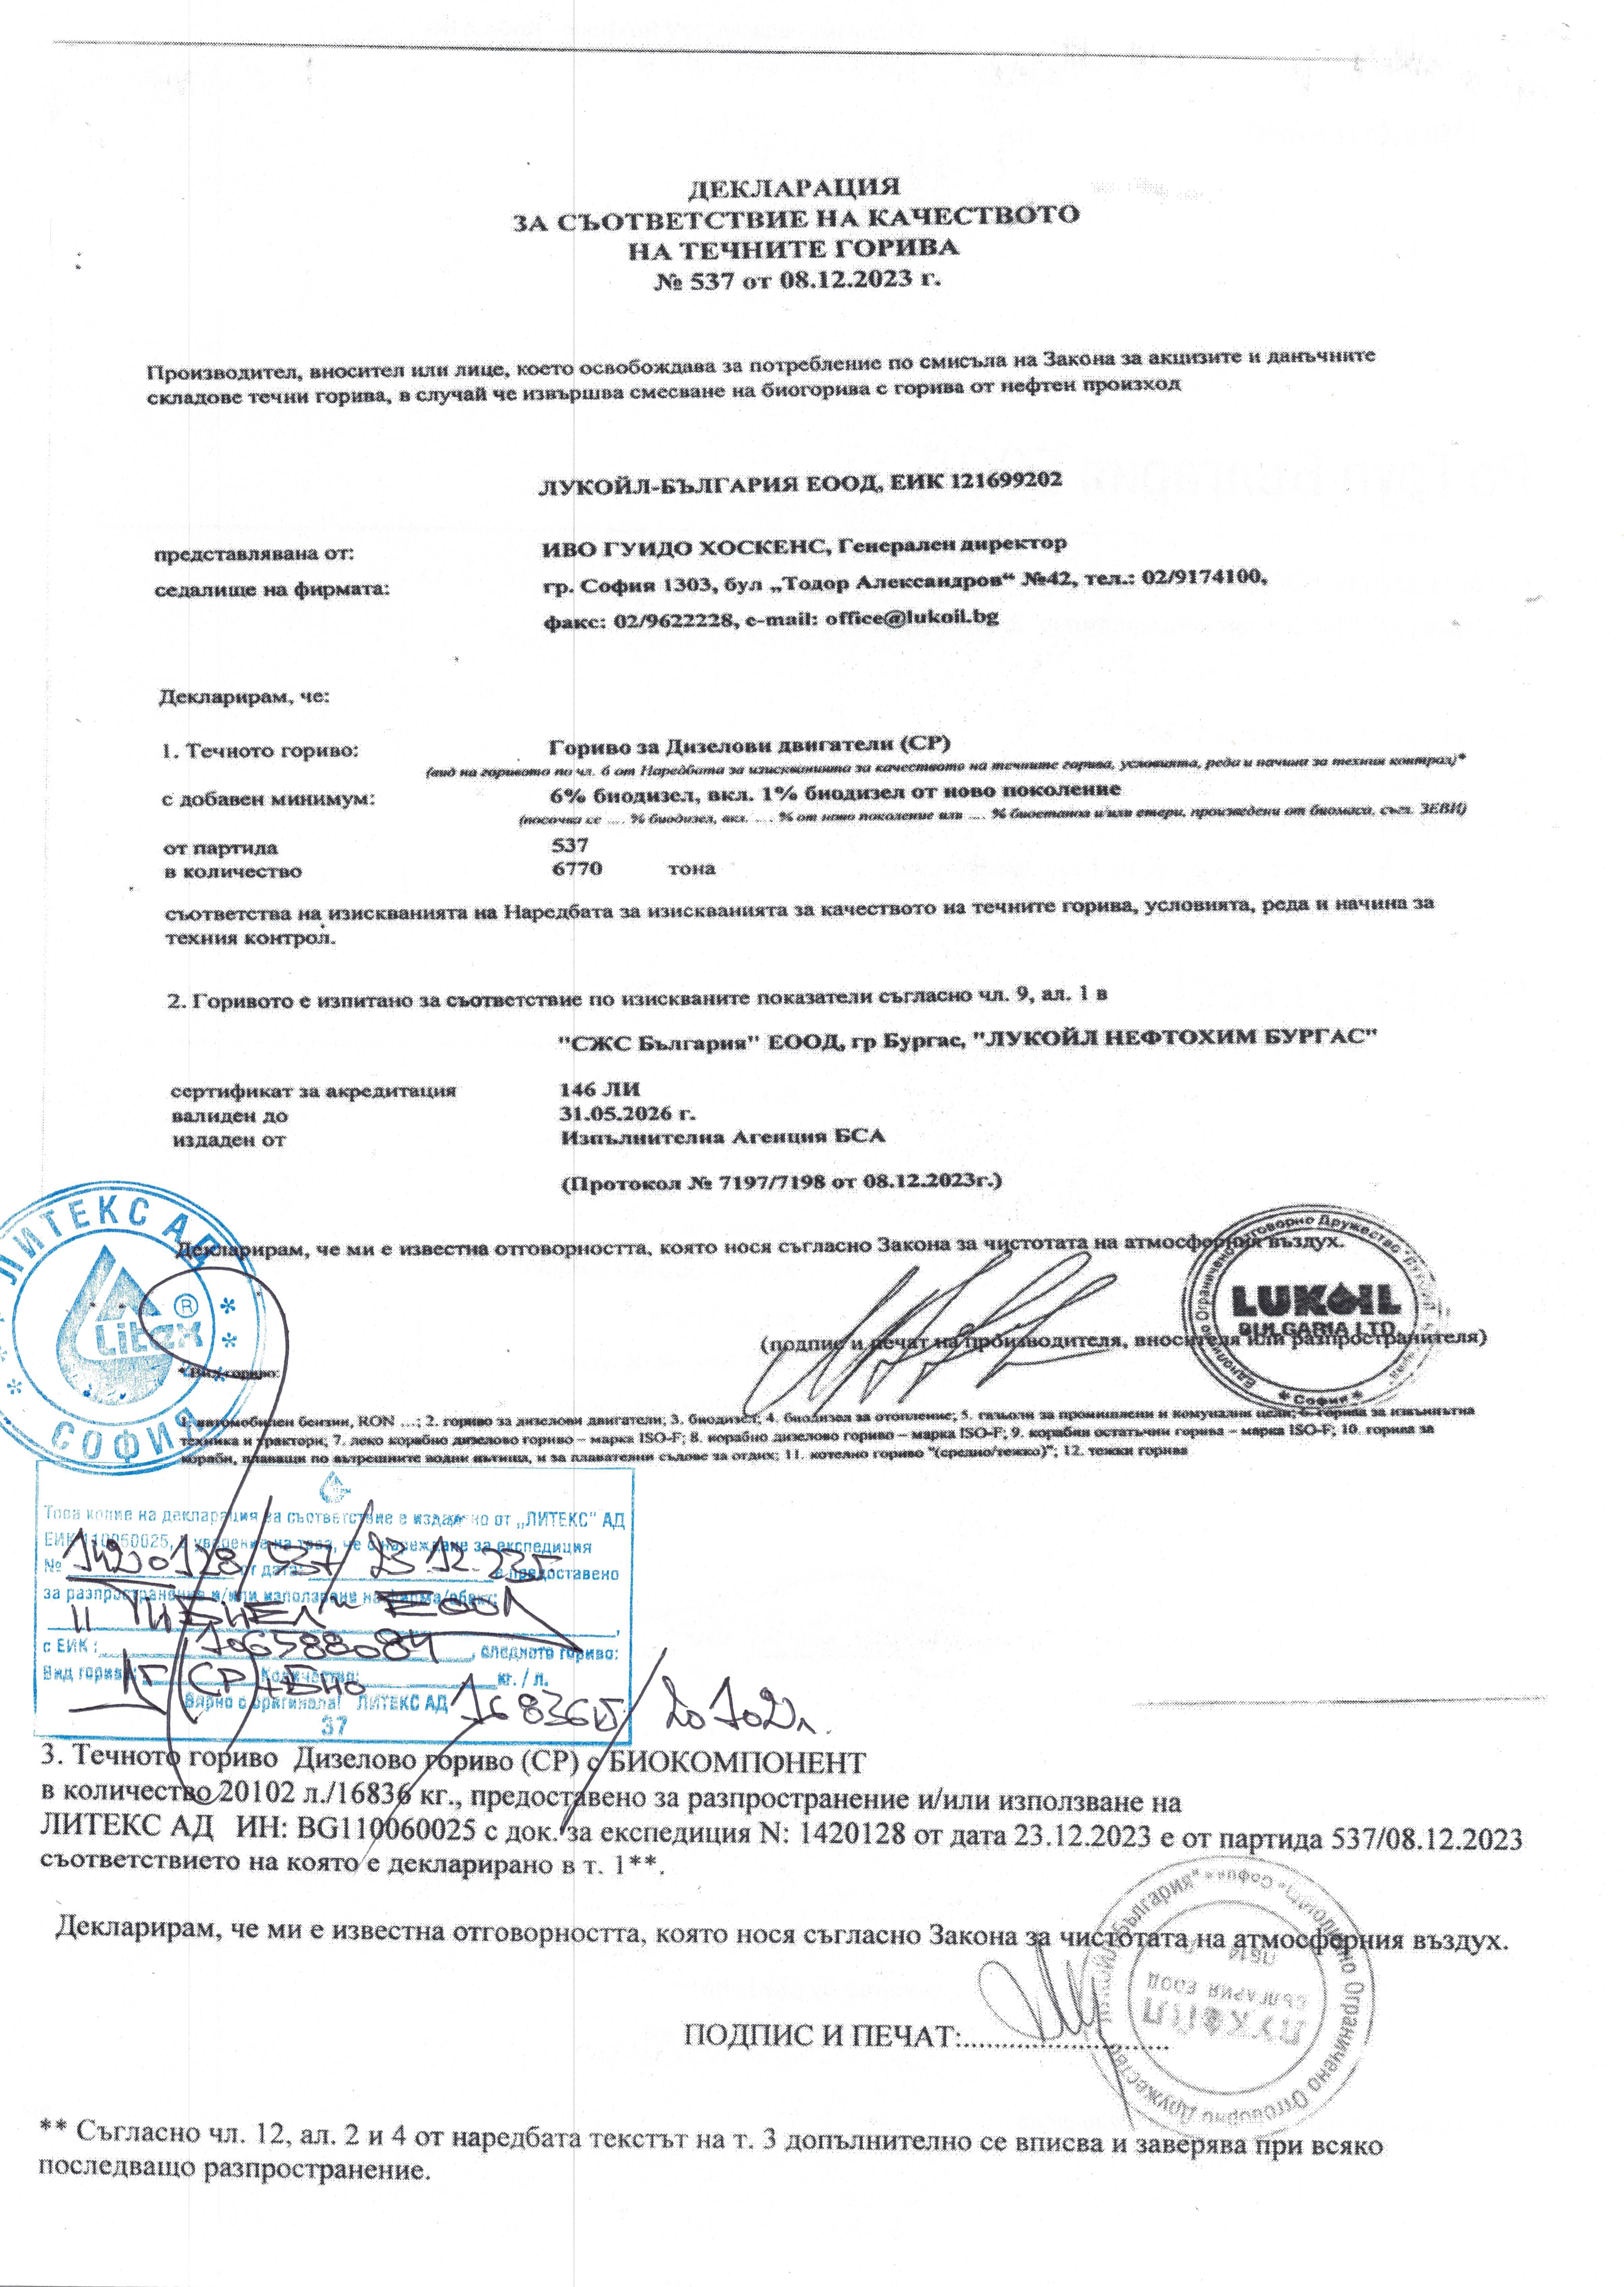 ДЕКЛАРАЦИЯ
ЗА СЪОТВЕТСТВИЕ НА КАЧЕСТВОТО
НА ТЕЧНИТЕ ГОРИВА
№ 537 от 08.12.2023 г.
Производител, вносител или лице, което освобождава за потребление по смисъла на Закона за акцизите и данъчните
складове течни горива, в случай че извършва смесване на биогорива с горива от нефтен произход
ЛУКОЙЛ-БЪЛГАРИЯ ЕООД, ЕИК 121699202
представлявана от: ИВО ГУИДО ХОСКЕНС, Генерален директор
седалище на фирмата: гр. София 1303, бул „Тодор Александров“ №42, тел.: 02/9174100,
факс: 02/9622228, e-mail: office@lukoil.bg
Декларирам, че:
1. Течното гориво: Гориво за Дизелови двигатели (СР)
(вид на горивото по чл. 6 от Наредбата за изискванията за качеството на течните горива, условията, реда и начина за техния контрол)*
с добавен минимум: 6% биодизел, вкл. 1% биодизел от ново поколение
(посочва се .... % биодизел, вкл. .... % от ново поколение или .... % биоетанол и/или етери, произведени от биомаса, съгл. ЗЕВИ)
от партида 537
в количество 6770 тона
съответства на изискванията на Наредбата за изискванията за качеството на течните горива, условията, реда и начина за
техния контрол.
2. Горивото е изпитано за съответствие по изискваните показатели съгласно чл. 9, ал. 1 в
"СЖС България" ЕООД, гр Бургас, "ЛУКОЙЛ НЕФТОХИМ БУРГАС"
сертификат за акредитация 146 ЛИ
валиден до 31.05.2026 г.
издаден от Изпълнителна Агенция БСА
(Протокол № 7197/7198 от 08.12.2023г.)
Декларирам, че ми е известна отговорността, която нося съгласно Закона за чистотата на атмосферния въздух.
ЛИТЕКС АД
Litex ®
СОФИЯ
Еднолично Ограничено Отговорно Дружество
LUKOIL
BULGARIA LTD
София
(подпис и печат на производителя, вносителя или разпространителя)
* Вид гориво:
1. автомобилен бензин, RON ...; 2. гориво за дизелови двигатели; 3. биодизел; 4. биодизел за отопление; 5. газьоли за промишлени и комунални цели; 6. горива за извънпътна
техника и трактори; 7. леко корабно дизелово гориво – марка ISO-F; 8. корабно дизелово гориво – марка ISO-F; 9. корабни остатъчни горива – марка ISO-F; 10. горива за
кораби, плаващи по вътрешните водни пътища, и за плавателни съдове за отдих; 11. котелно гориво "(средно/тежко)"; 12. тежки горива
Това копие на декларация за съответствие е издадено от „ЛИТЕКС" АД
ЕИК 110060025, в уверение на това, че с нареждане за експедиция
№ 1420128/537/23.12.23г от дата: е предоставено
за разпространение и/или използване на фирма/обект:
"ТИБИЕЛ" ЕООД
с ЕИК : 106588084, следното гориво:
Вид гориво: ДГ(СР)+Био Количество: кг. / л.
Вярно с оригинала! ЛИТЕКС АД 16836кг/20102л.
37
3. Течното гориво Дизелово гориво (СР) с БИОКОМПОНЕНТ
в количество 20102 л./16836 кг., предоставено за разпространение и/или използване на
ЛИТЕКС АД ИН: BG110060025 с док. за експедиция N: 1420128 от дата 23.12.2023 е от партида 537/08.12.2023
съответствието на която е декларирано в т. 1**.
Декларирам, че ми е известна отговорността, която нося съгласно Закона за чистотата на атмосферния въздух.
ПОДПИС И ПЕЧАТ:..........................
Еднолично Ограничено Отговорно Дружество "Лукойл-България" София
ЛУКОЙЛ
БЪЛГАРИЯ ЕООД
** Съгласно чл. 12, ал. 2 и 4 от наредбата текстът на т. 3 допълнително се вписва и заверява при всяко
последващо разпространение.